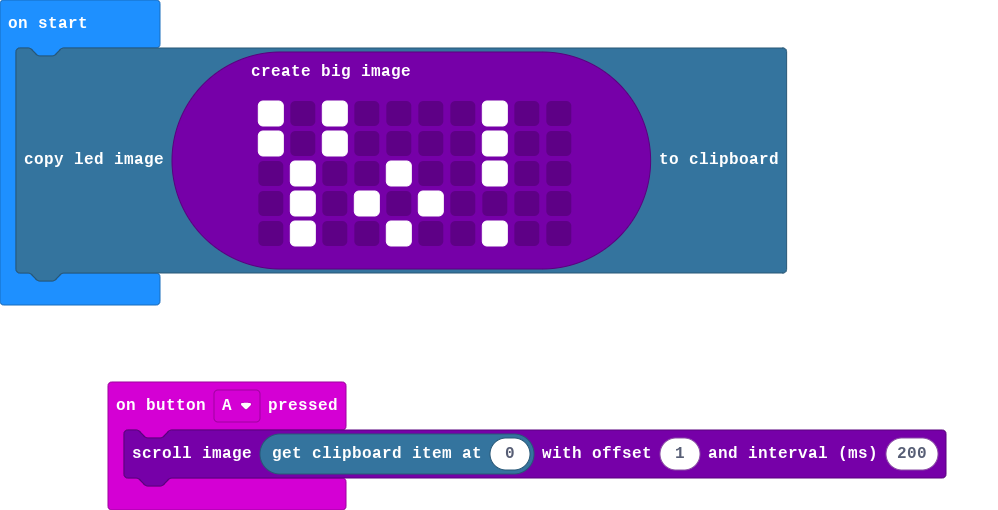 on start
create big image
copy led image to clipboard
on button A pressed
scroll image get clipboard item at 0 with offset 1 and interval (ms) 200